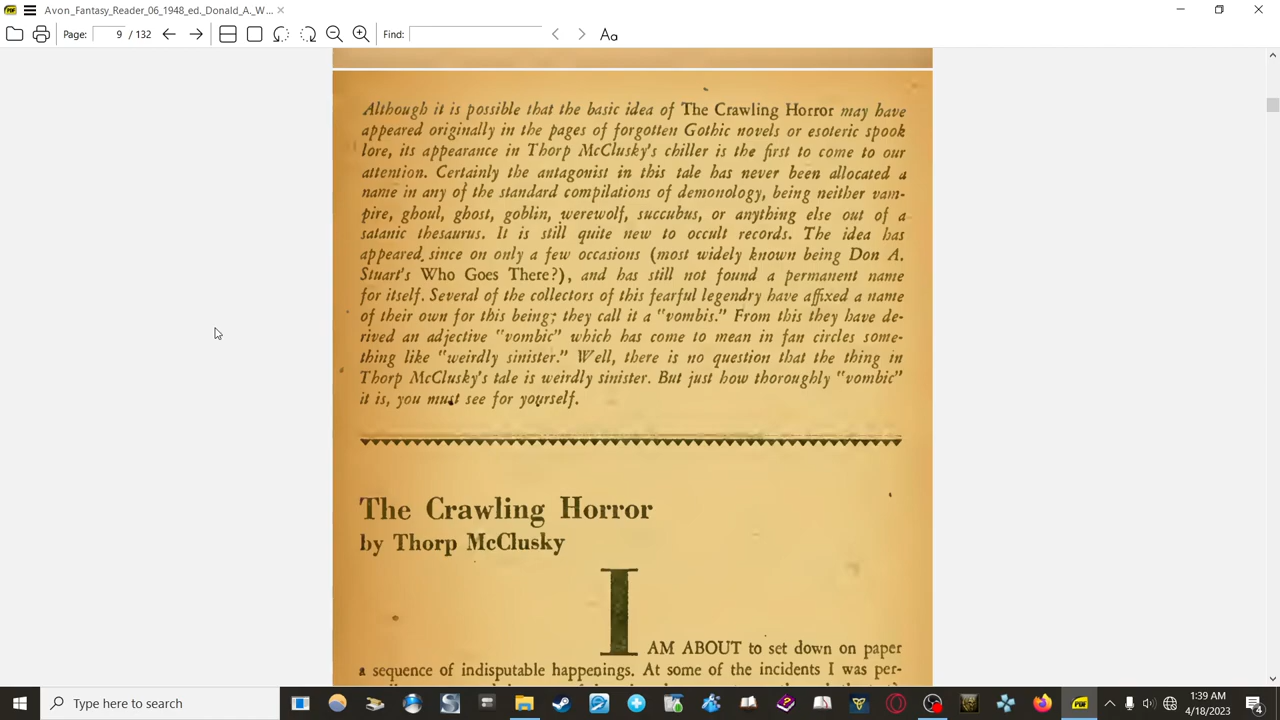 Avon_Fantasy_Reader_06_1948_ed._Donald_A._W...
Page: 9 / 132 Find: Aa
Although it is possible that the basic idea of The Crawling Horror may have
appeared originally in the pages of forgotten Gothic novels or esoteric spook
lore, its appearance in Thorp McClusky's chiller is the first to come to our
attention. Certainly the antagonist in this tale has never been allocated a
name in any of the standard compilations of demonology, being neither vam-
pire, ghoul, ghost, goblin, werewolf, succubus, or anything else out of a
satanic thesaurus. It is still quite new to occult records. The idea has
appeared since on only a few occasions (most widely known being Don A.
Stuart's Who Goes There?), and has still not found a permanent name
for itself. Several of the collectors of this fearful legendry have affixed a name
of their own for this being; they call it a "vombis." From this they have de-
rived an adjective "vombic" which has come to mean in fan circles some-
thing like "weirdly sinister." Well, there is no question that the thing in
Thorp McClusky's tale is weirdly sinister. But just how thoroughly "vombic"
it is, you must see for yourself.
The Crawling Horror
by Thorp McClusky
I AM ABOUT to set down on paper
a sequence of indisputable happenings. At some of the incidents I was per-
Type here to search
1:39 AM
4/18/2023
4